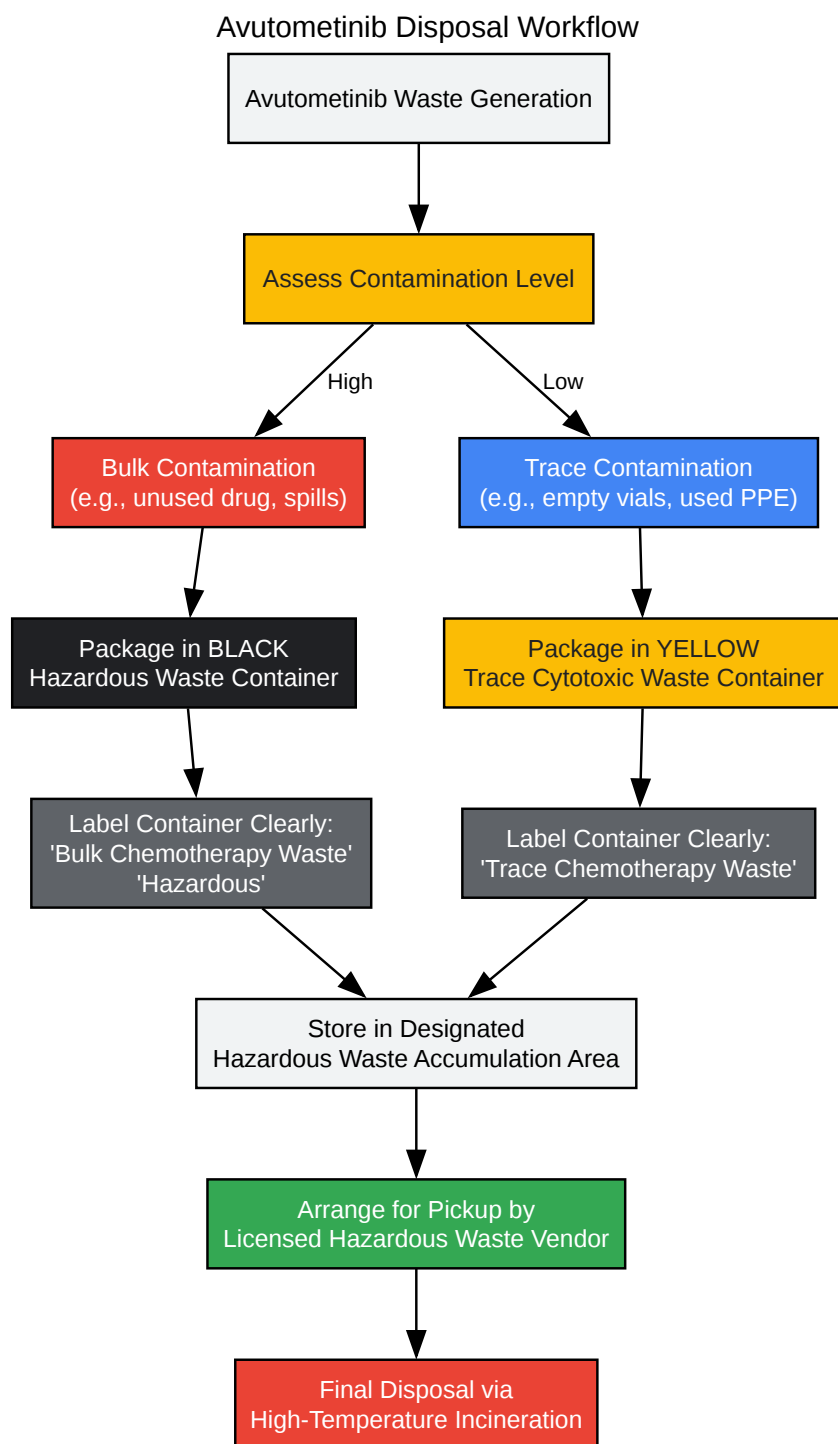 Avutometinib Disposal Workflow
Avutometinib Waste Generation
Assess Contamination Level
High
Low
Bulk Contamination
(e.g., unused drug, spills)
Trace Contamination
(e.g., empty vials, used PPE)
Package in BLACK
Hazardous Waste Container
Package in YELLOW
Trace Cytotoxic Waste Container
Label Container Clearly:
'Bulk Chemotherapy Waste'
'Hazardous'
Label Container Clearly:
'Trace Chemotherapy Waste'
Store in Designated
Hazardous Waste Accumulation Area
Arrange for Pickup by
Licensed Hazardous Waste Vendor
Final Disposal via
High-Temperature Incineration